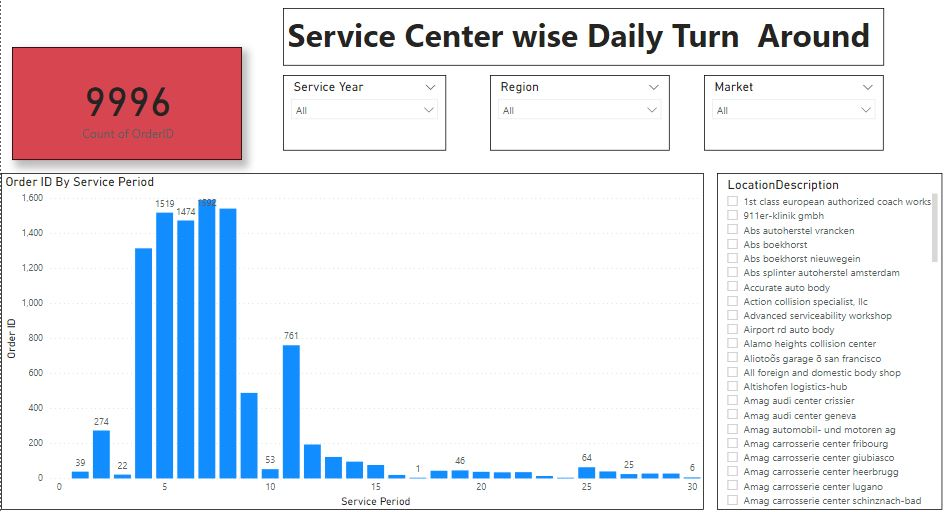 Service Center wise Daily Turn  Around
9996
Count of OrderID
Service Year
All
Region
All
Market
All
Order ID By Service Period
1,600
1,400
1,200
1,000
800
600
400
200
0
Order ID
39
274
22
1519
1474
1592
53
761
1
46
64
25
6
0
5
10
15
20
25
30
Service Period
LocationDescription
1st class european authorized coach works
911er-klinik gmbh
Abs autoherstel vrancken
Abs boekhorst
Abs boekhorst nieuwegein
Abs splinter autoherstel amsterdam
Accurate auto body
Action collision specialist, llc
Advanced serviceability workshop
Airport rd auto body
Alamo heights collision center
Aliotoõs garage õ san francisco
All foreign and domestic body shop
Altishofen logistics-hub
Amag audi center crissier
Amag audi center geneva
Amag automobil- und motoren ag
Amag carrosserie center fribourg
Amag carrosserie center giubiasco
Amag carrosserie center heerbrugg
Amag carrosserie center lugano
Amag carrosserie center schinznach-bad